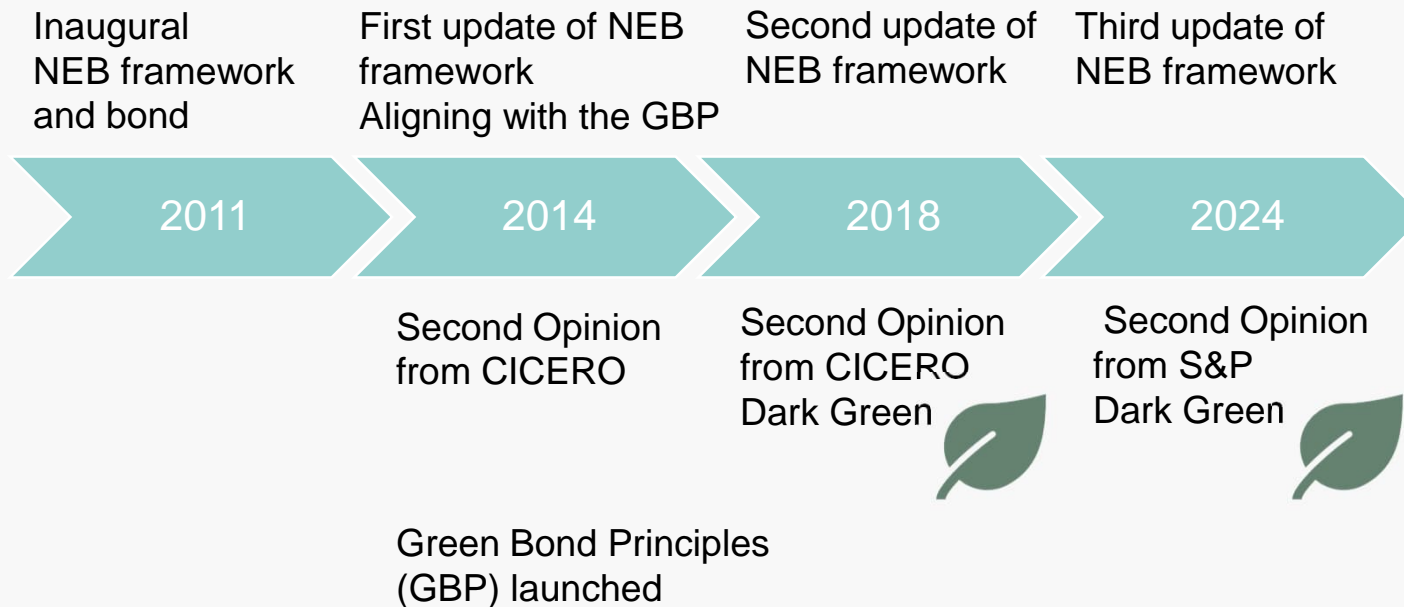 Inaugural
NEB framework
and bond
First update of NEB
framework
Aligning with the GBP
Second update of
NEB framework
Third update of
NEB framework
2011
2014
2018
2024
Second Opinion
from CICERO
Second Opinion
from CICERO
Dark Green
Second Opinion
from S&P
Dark Green
Green Bond Principles
(GBP) launched